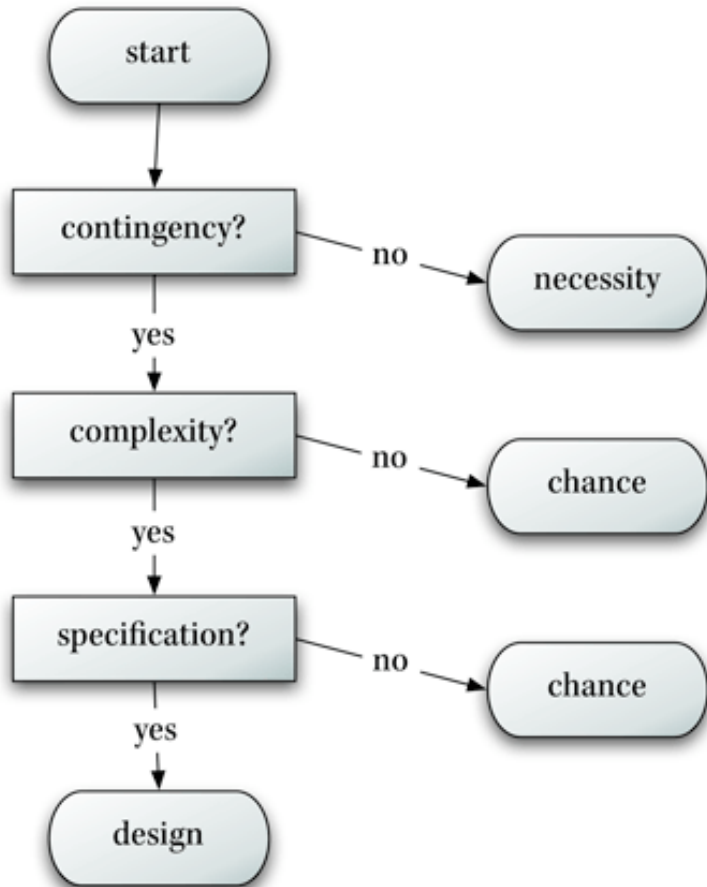 start
contingency?
no
necessity
yes
complexity?
no
chance
yes
specification?
no
chance
yes
design